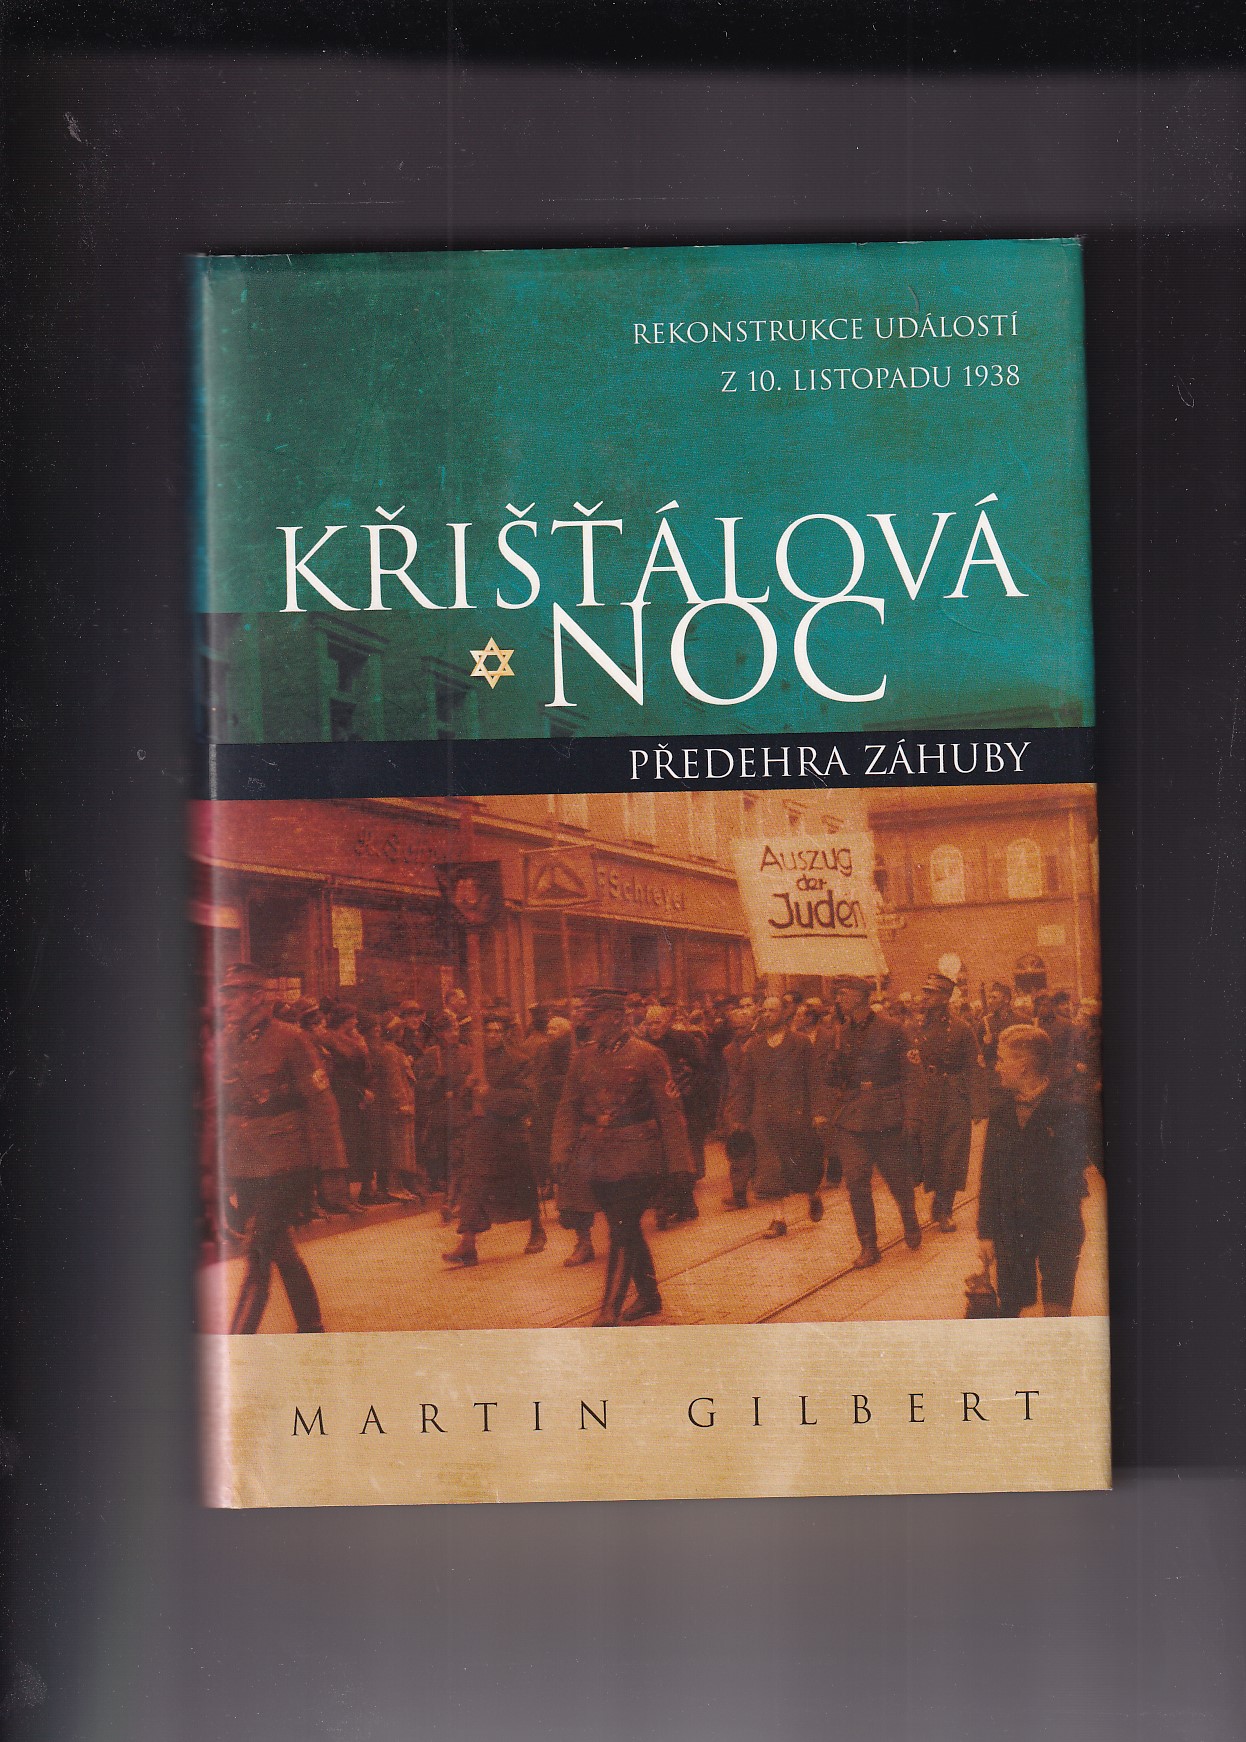 REKONSTRUKCE UDÁLOSTÍ
Z 10. LISTOPADU 1938
KŘIŠŤÁLOVÁ
NOC
PŘEDEHRA ZÁHUBY
Auszug
der
Juden
MARTIN GILBERT